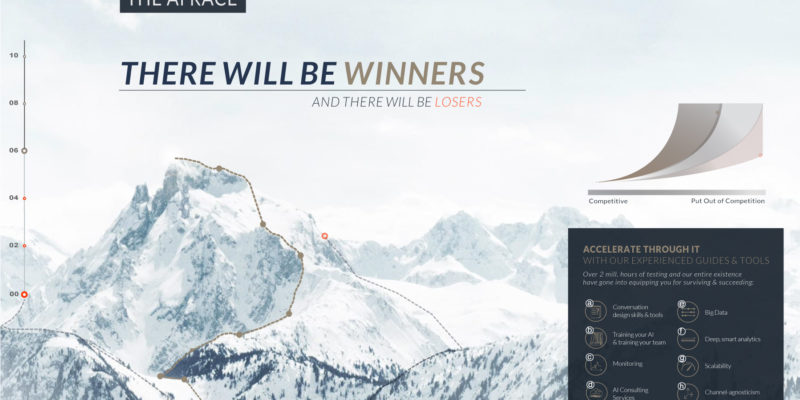 THE AI RACE
THERE WILL BE WINNERS
AND THERE WILL BE LOSERS
10
08
06
04
02
00
Competitive
Put Out of Competition
ACCELERATE THROUGH IT
WITH OUR EXPERIENCED GUIDES & TOOLS
Over 2 mill. hours of testing and our entire existence
have gone into equipping you for surviving & succeeding:
a
Conversation
design skills & tools
b
Training your AI
& training your team
c
Monitoring
d
AI Consulting
Services
e
Big Data
f
Deep, smart analytics
g
Scalability
h
Channel-agnosticism